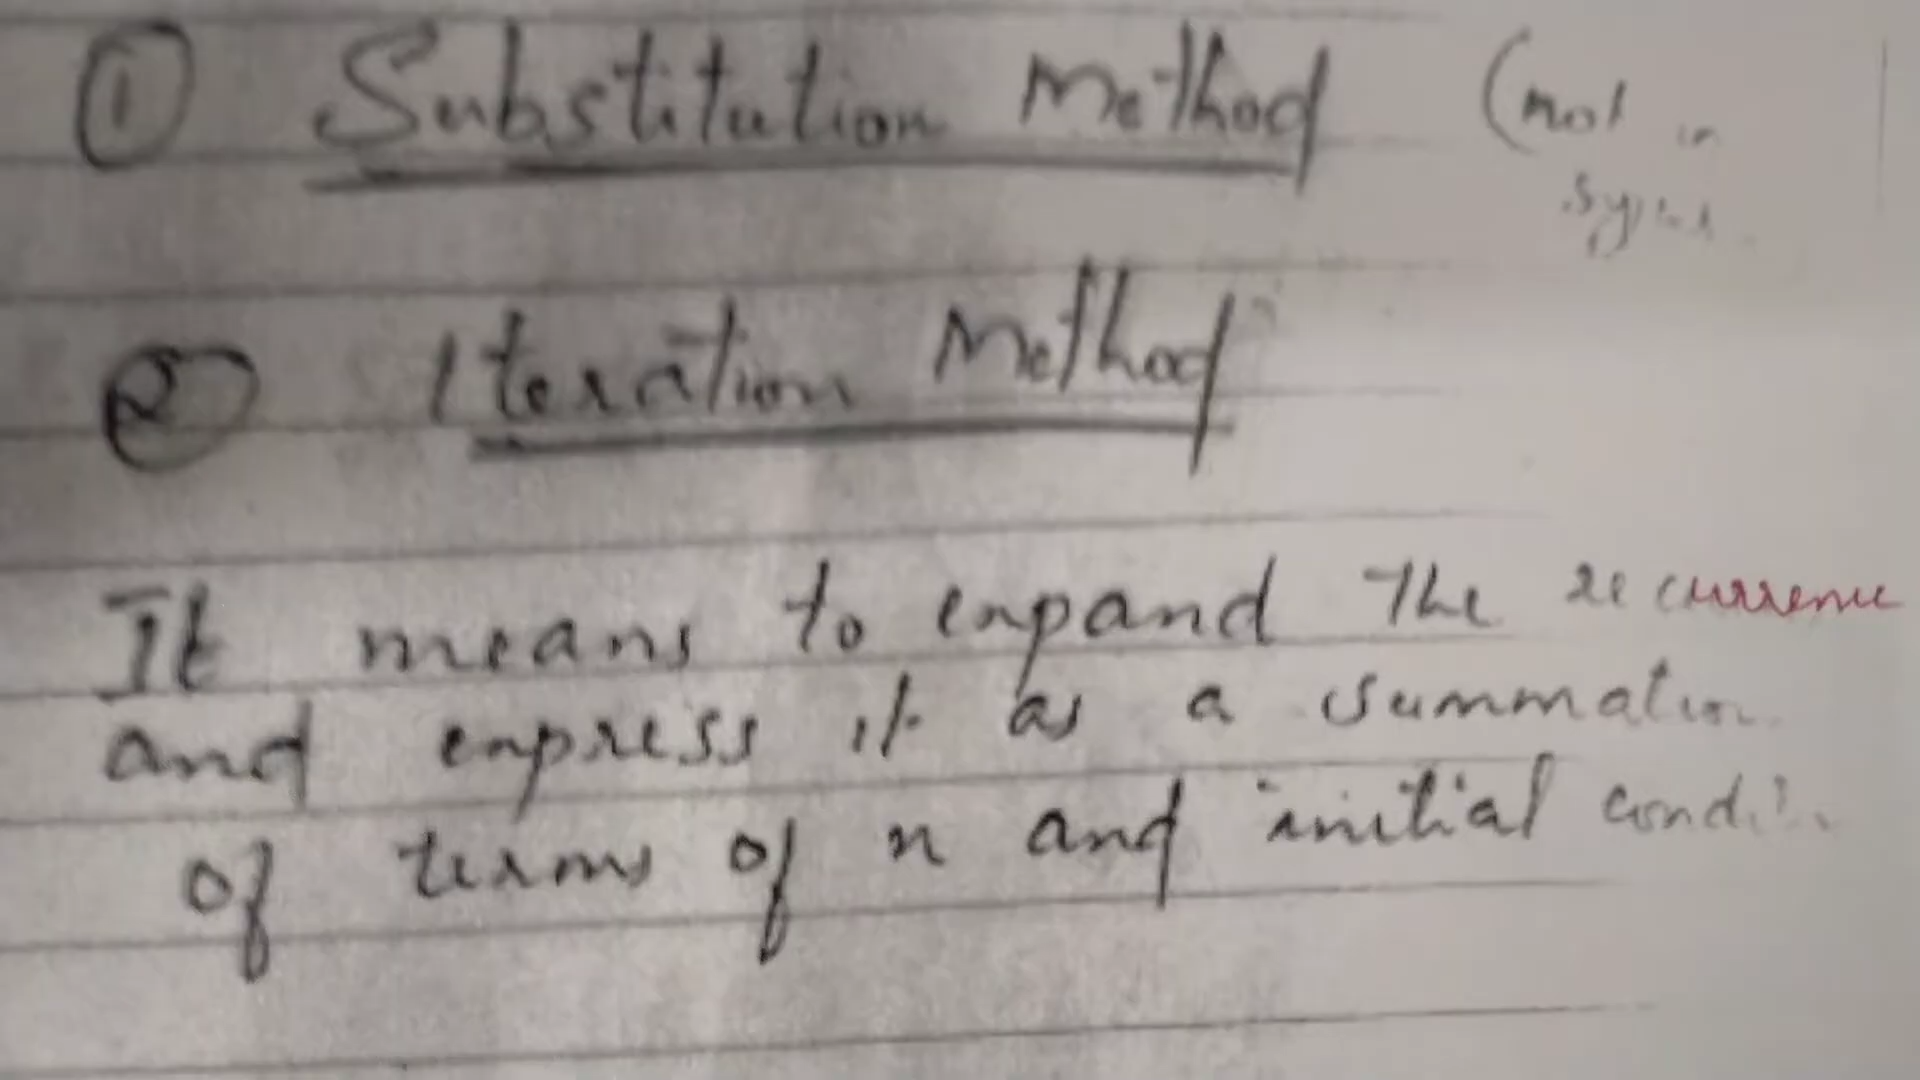 ① Substitution Method (not in
② Iteration Method
It means to expand the recurrence
and express it as a summation
of terms of n and initial